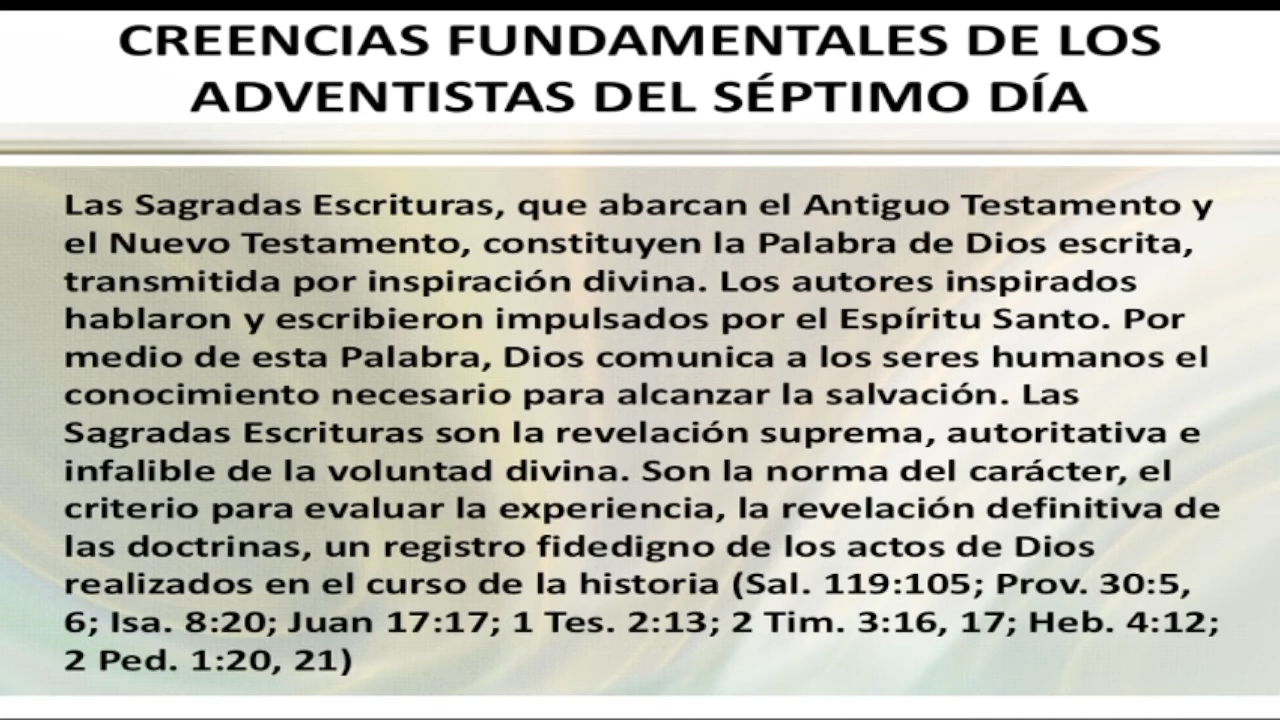 CREENCIAS FUNDAMENTALES DE LOS
ADVENTISTAS DEL SÉPTIMO DÍA
Las Sagradas Escrituras, que abarcan el Antiguo Testamento y
el Nuevo Testamento, constituyen la Palabra de Dios escrita,
transmitida por inspiración divina. Los autores inspirados
hablaron y escribieron impulsados por el Espíritu Santo. Por
medio de esta Palabra, Dios comunica a los seres humanos el
conocimiento necesario para alcanzar la salvación. Las
Sagradas Escrituras son la revelación suprema, autoritativa e
infalible de la voluntad divina. Son la norma del carácter, el
criterio para evaluar la experiencia, la revelación definitiva de
las doctrinas, un registro fidedigno de los actos de Dios
realizados en el curso de la historia (Sal. 119:105; Prov. 30:5,
6; Isa. 8:20; Juan 17:17; 1 Tes. 2:13; 2 Tim. 3:16, 17; Heb. 4:12;
2 Ped. 1:20, 21)